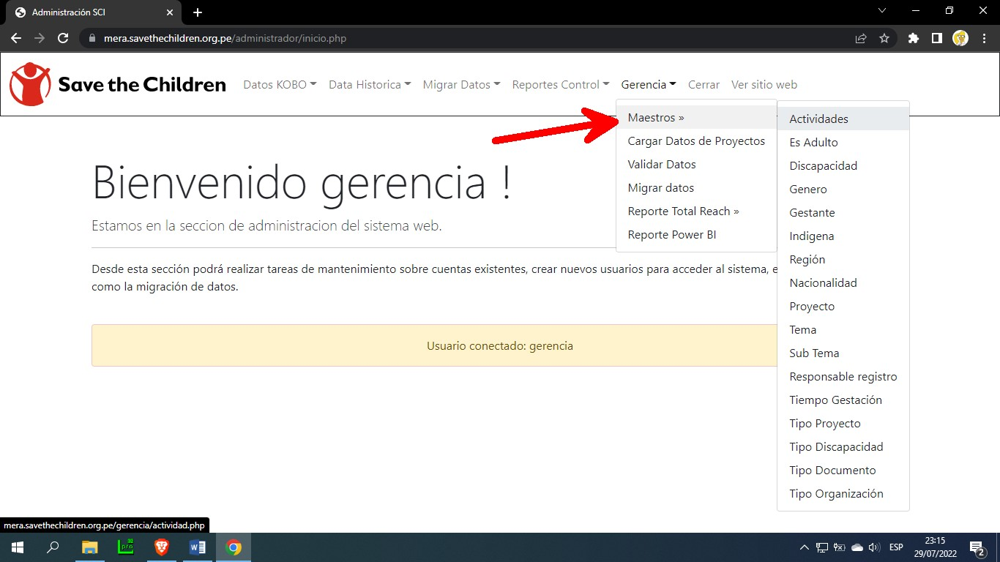 Administración SCI
mera.savethechildren.org.pe/administrador/inicio.php
Save the Children
Datos KOBO
Data Historica
Migrar Datos
Reportes Control
Gerencia
Cerrar
Ver sitio web
Maestros »
Cargar Datos de Proyectos
Validar Datos
Migrar datos
Reporte Total Reach »
Reporte Power BI
Actividades
Es Adulto
Discapacidad
Genero
Gestante
Indigena
Región
Nacionalidad
Proyecto
Tema
Sub Tema
Responsable registro
Tiempo Gestación
Tipo Proyecto
Tipo Discapacidad
Tipo Documento
Tipo Organización
Bienvenido gerencia !
Estamos en la seccion de administracion del sistema web.
Desde esta sección podrá realizar tareas de mantenimiento sobre cuentas existentes, crear nuevos usuarios para acceder al sistema, e
como la migración de datos.
Usuario conectado: gerencia
mera.savethechildren.org.pe/gerencia/actividad.php
ESP
23:15
29/07/2022
2